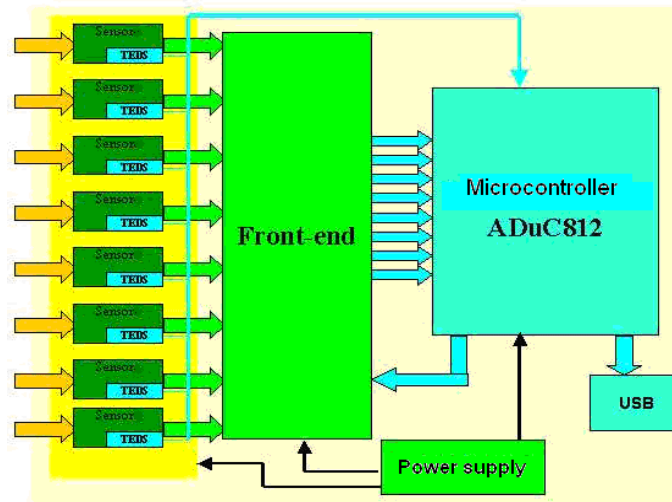 Sensor
TEDS
Sensor
TEDS
Sensor
TEDS
Sensor
TEDS
Sensor
TEDS
Sensor
TEDS
Sensor
TEDS
Sensor
TEDS
Front-end
Microcontroller
ADuC812
USB
Power supply